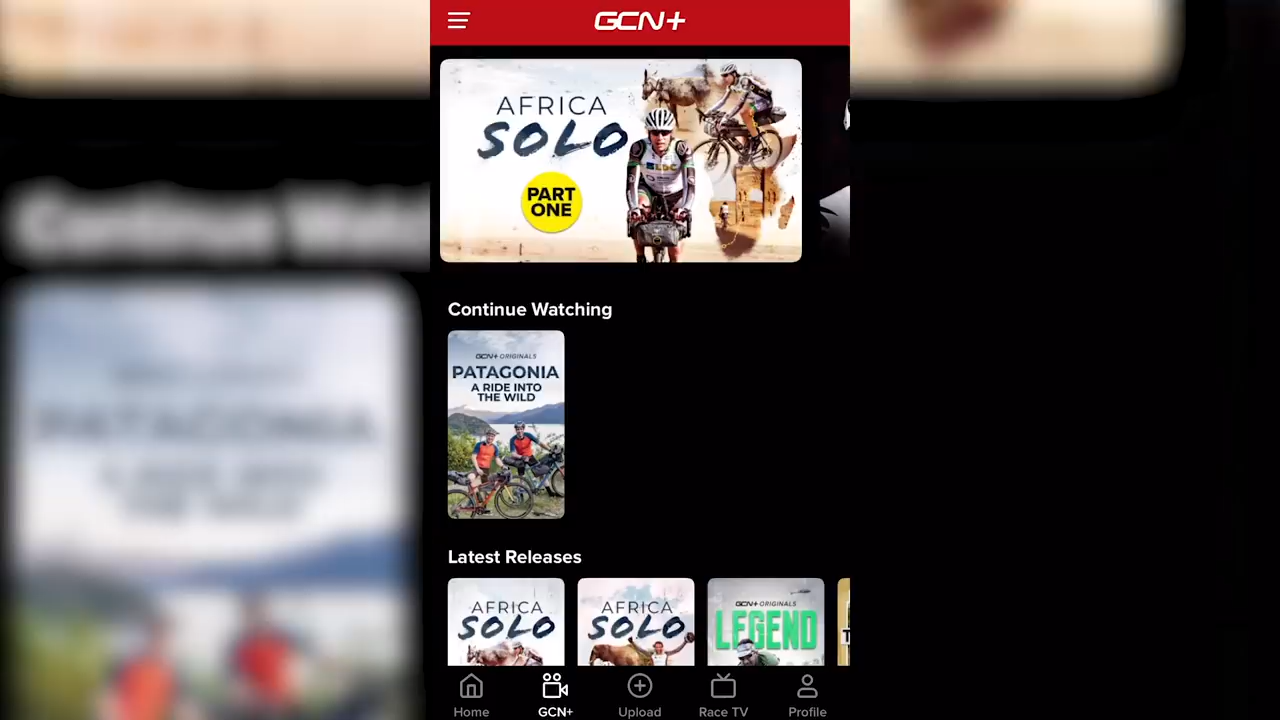 GCN+
AFRICA
SOLO
PART
ONE
Continue Watching
GCN+ ORIGINALS
PATAGONIA
A RIDE INTO
THE WILD
Latest Releases
AFRICA
SOLO
AFRICA
SOLO
GCN+ ORIGINALS
LEGEND
Home
GCN+
Upload
Race TV
Profile